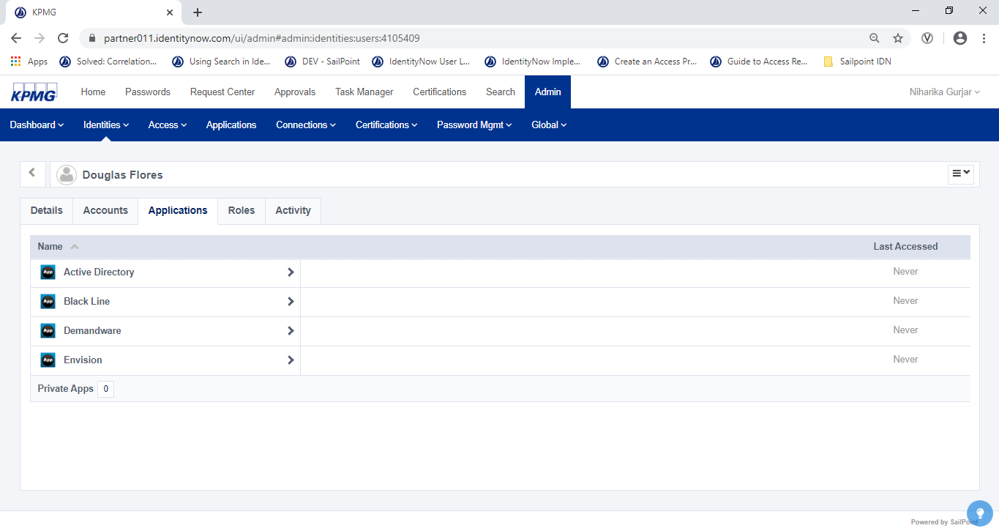 KPMG
partner011.identitynow.com/ui/admin#admin:identities:users:4105409
Apps Solved: Correlation... Using Search in Ide... DEV - SailPoint IdentityNow User L... IdentityNow Imple... Create an Access Pr... Guide to Access Re... Sailpoint IDN
KPMG Home Passwords Request Center Approvals Task Manager Certifications Search Admin Niharika Gurjar
Dashboard Identities Access Applications Connections Certifications Password Mgmt Global
Douglas Flores
Details Accounts Applications Roles Activity
Name Last Accessed
App Active Directory Never
App Black Line Never
App Demandware Never
App Envision Never
Private Apps 0
Powered by SailPoint